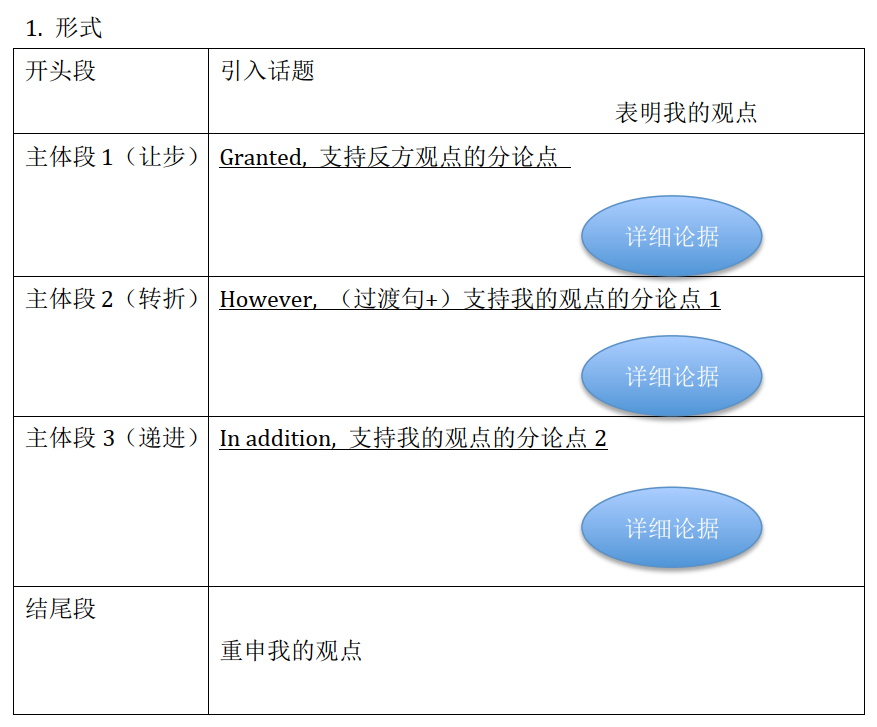 1. 形式
开头段
引入话题
表明我的观点
主体段 1（让步）
Granted, 支持反方观点的分论点
详细论据
主体段 2（转折）
However, （过渡句+）支持我的观点的分论点 1
详细论据
主体段 3（递进）
In addition, 支持我的观点的分论点 2
详细论据
结尾段
重申我的观点